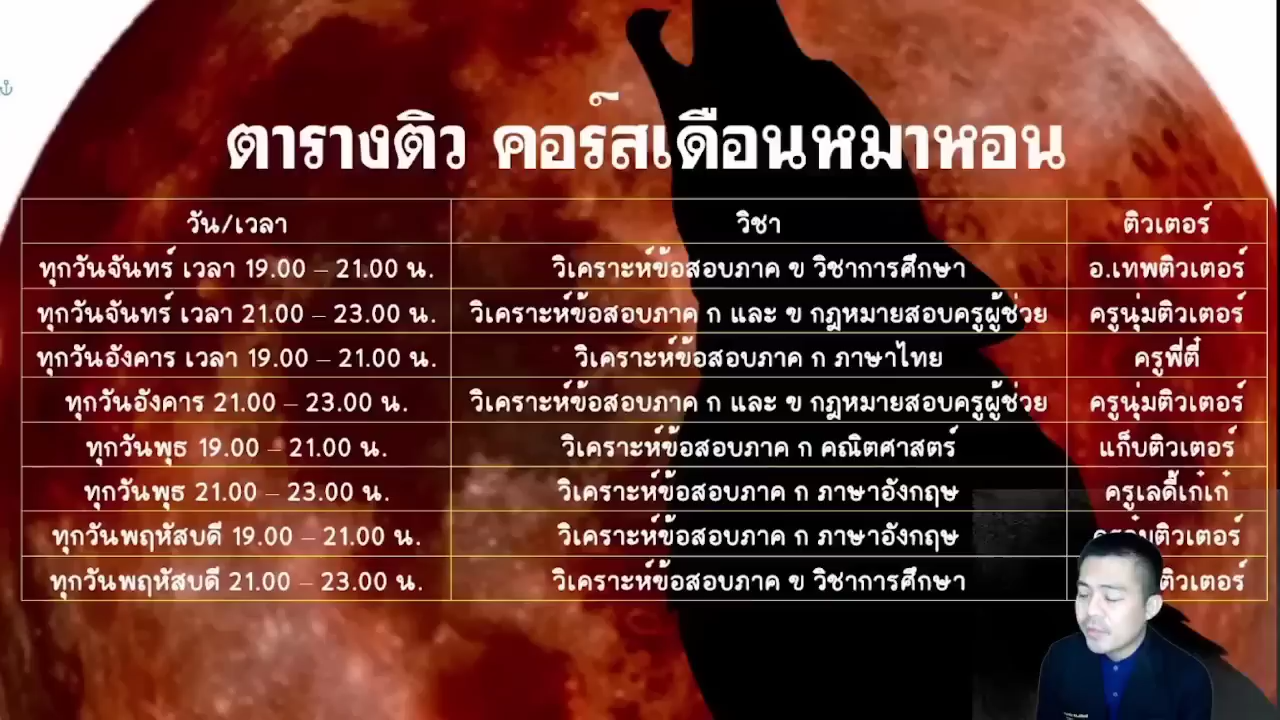 ตารางติว คอร์สเดือนหมาหอน
วัน/เวลา วิชา ติวเตอร์
ทุกวันจันทร์ เวลา 19.00 – 21.00 น. วิเคราะห์ข้อสอบภาค ข วิชาการศึกษา อ.เทพติวเตอร์
ทุกวันจันทร์ เวลา 21.00 – 23.00 น. วิเคราะห์ข้อสอบภาค ก และ ข กฎหมายสอบครูผู้ช่วย ครูนุ่มติวเตอร์
ทุกวันอังคาร เวลา 19.00 – 21.00 น. วิเคราะห์ข้อสอบภาค ก ภาษาไทย ครูพี่ตี๋
ทุกวันอังคาร 21.00 – 23.00 น. วิเคราะห์ข้อสอบภาค ก และ ข กฎหมายสอบครูผู้ช่วย ครูนุ่มติวเตอร์
ทุกวันพุธ 19.00 – 21.00 น. วิเคราะห์ข้อสอบภาค ก คณิตศาสตร์ แก็บติวเตอร์
ทุกวันพุธ 21.00 – 23.00 น. วิเคราะห์ข้อสอบภาค ก ภาษาอังกฤษ ครูเลดี้เก๋เก๋
ทุกวันพฤหัสบดี 19.00 – 21.00 น. วิเคราะห์ข้อสอบภาค ก ภาษาอังกฤษ ติวเตอร์
ทุกวันพฤหัสบดี 21.00 – 23.00 น. วิเคราะห์ข้อสอบภาค ข วิชาการศึกษา ติวเตอร์